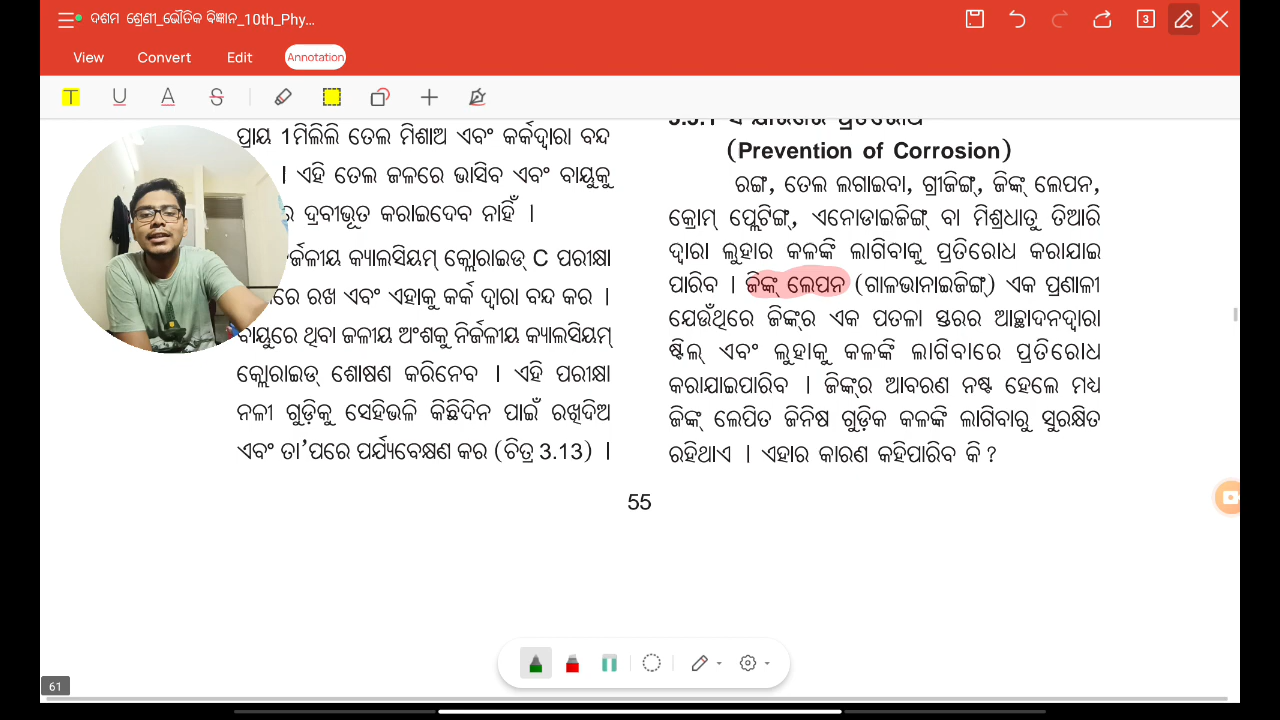 ଦଶମ ଶ୍ରେଣୀ_ଭୌତିକ ବିଜ୍ଞାନ_10th_Phy...
3
View
Convert
Edit
Annotation
T U A S
ପ୍ରାୟ 1ମିଲିଲି ତେଲ ମିଶାଅ ଏବଂ କର୍କଦ୍ୱାରା ବନ୍ଦ
। ଏହି ତେଲ ଜଳରେ ଭାସିବ ଏବଂ ବାୟୁକୁ
ଦ୍ରବୀଭୂତ କରାଇଦେବ ନାହିଁ ।
କ୍ୟାଲସିୟମ୍ କ୍ଲୋରାଇଡ୍ C ପରୀକ୍ଷା
ରଖ ଏବଂ ଏହାକୁ କର୍କ ଦ୍ୱାରା ବନ୍ଦ କର ।
ବାୟୁରେ ଥିବା ଜଳୀୟ ଅଂଶକୁ ନିର୍ଜଳୀୟ କ୍ୟାଲସିୟମ୍
କ୍ଲୋରାଇଡ୍ ଶୋଷଣ କରିନେବ । ଏହି ପରୀକ୍ଷା
ନଳୀ ଗୁଡ଼ିକୁ ସେହିଭଳି କିଛିଦିନ ପାଇଁ ରଖିଦିଅ
ଏବଂ ତା'ପରେ ପର୍ଯ୍ୟବେକ୍ଷଣ କର (ଚିତ୍ର 3.13) ।
(Prevention of Corrosion)
ରଙ୍ଗ, ତେଲ ଲଗାଇବା, ଗ୍ରୀଜିଙ୍ଗ୍, ଜିଙ୍କ୍ ଲେପନ,
କ୍ରୋମ୍ ପ୍ଲେଟିଙ୍ଗ୍, ଏନୋଡାଇଜିଙ୍ଗ୍ ବା ମିଶ୍ରଧାତୁ ତିଆରି
ଦ୍ୱାରା ଲୁହାର କଳଙ୍କି ଲାଗିବାକୁ ପ୍ରତିରୋଧ କରାଯାଇ
ପାରିବ । ଜିଙ୍କ୍ ଲେପନ (ଗାଲଭାନାଇଜିଙ୍ଗ୍) ଏକ ପ୍ରଣାଳୀ
ଯେଉଁଥିରେ ଜିଙ୍କ୍‌ର ଏକ ପତଳା ସ୍ତରର ଆଚ୍ଛାଦନଦ୍ୱାରା
ଷ୍ଟିଲ୍ ଏବଂ ଲୁହାକୁ କଳଙ୍କି ଲାଗିବାରେ ପ୍ରତିରୋଧ
କରାଯାଇପାରିବ । ଜିଙ୍କ୍‌ର ଆବରଣ ନଷ୍ଟ ହେଲେ ମଧ୍ୟ
ଜିଙ୍କ୍ ଲେପିତ ଜିନିଷ ଗୁଡ଼ିକ କଳଙ୍କି ଲାଗିବାରୁ ସୁରକ୍ଷିତ
ରହିଥାଏ । ଏହାର କାରଣ କହିପାରିବ କି ?
55
61